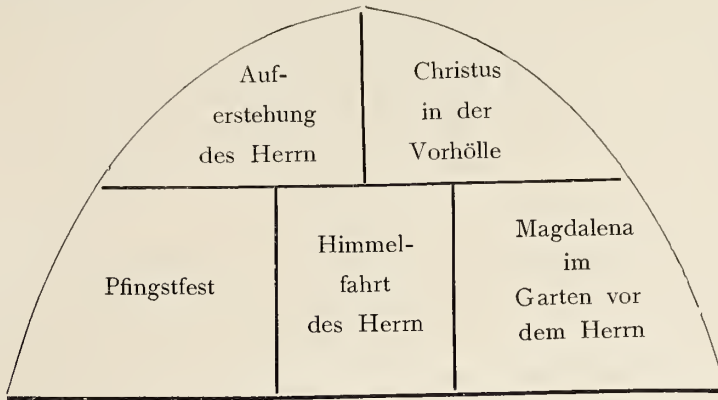 Auf-
erstehung
des Herrn
Christus
in der
Vorhölle
Pfingstfest
Himmel-
fahrt
des Herrn
Magdalena
im
Garten vor
dem Herrn